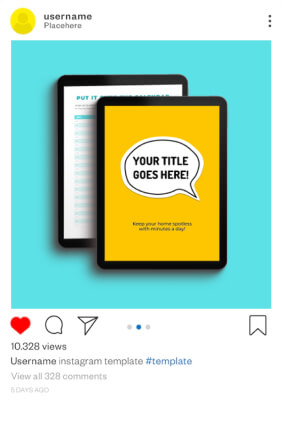 username
Placehere
PUT IT
YOUR TITLE
GOES HERE!
Keep your home spotless
with minutes a day!
10.328 views
Username instagram template #template
View all 328 comments
5 DAYS AGO